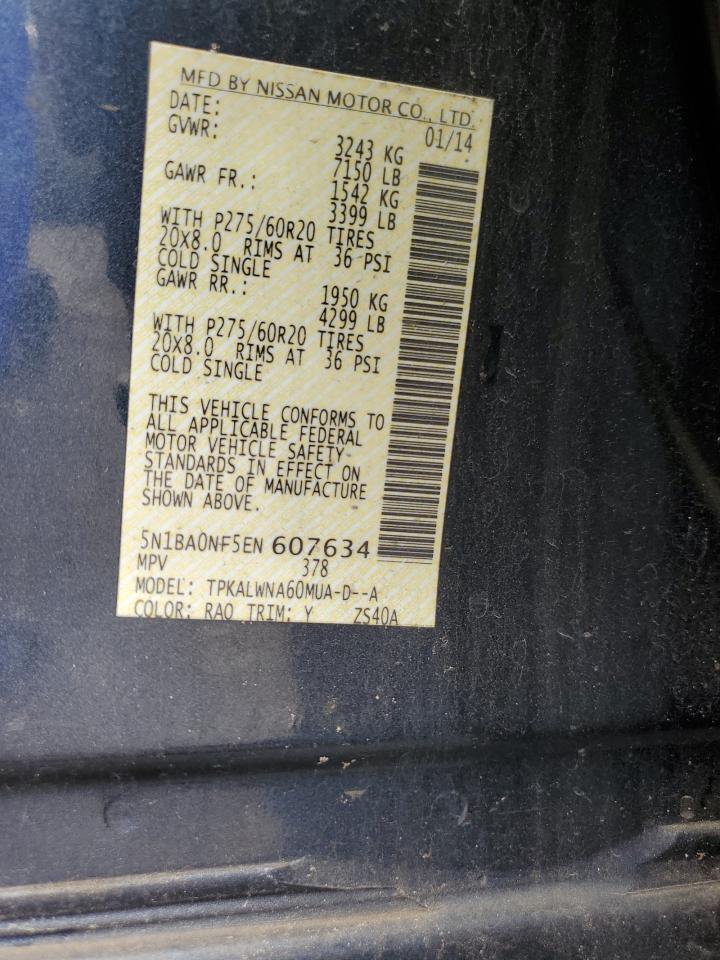 MFD BY NISSAN MOTOR CO., LTD.
DATE: 01/14
GVWR: 3243 KG
7150 LB
GAWR FR.: 1542 KG
3399 LB
WITH P275/60R20 TIRES
20X8.0 RIMS AT 36 PSI
COLD SINGLE
GAWR RR.: 1950 KG
4299 LB
WITH P275/60R20 TIRES
20X8.0 RIMS AT 36 PSI
COLD SINGLE
THIS VEHICLE CONFORMS TO
ALL APPLICABLE FEDERAL
MOTOR VEHICLE SAFETY
STANDARDS IN EFFECT ON
THE DATE OF MANUFACTURE
SHOWN ABOVE.
5N1BA0NF5EN 607634
MPV 378
MODEL: TPKALWNA60MUA-D--A
COLOR: RAQ TRIM: Y ZS40A